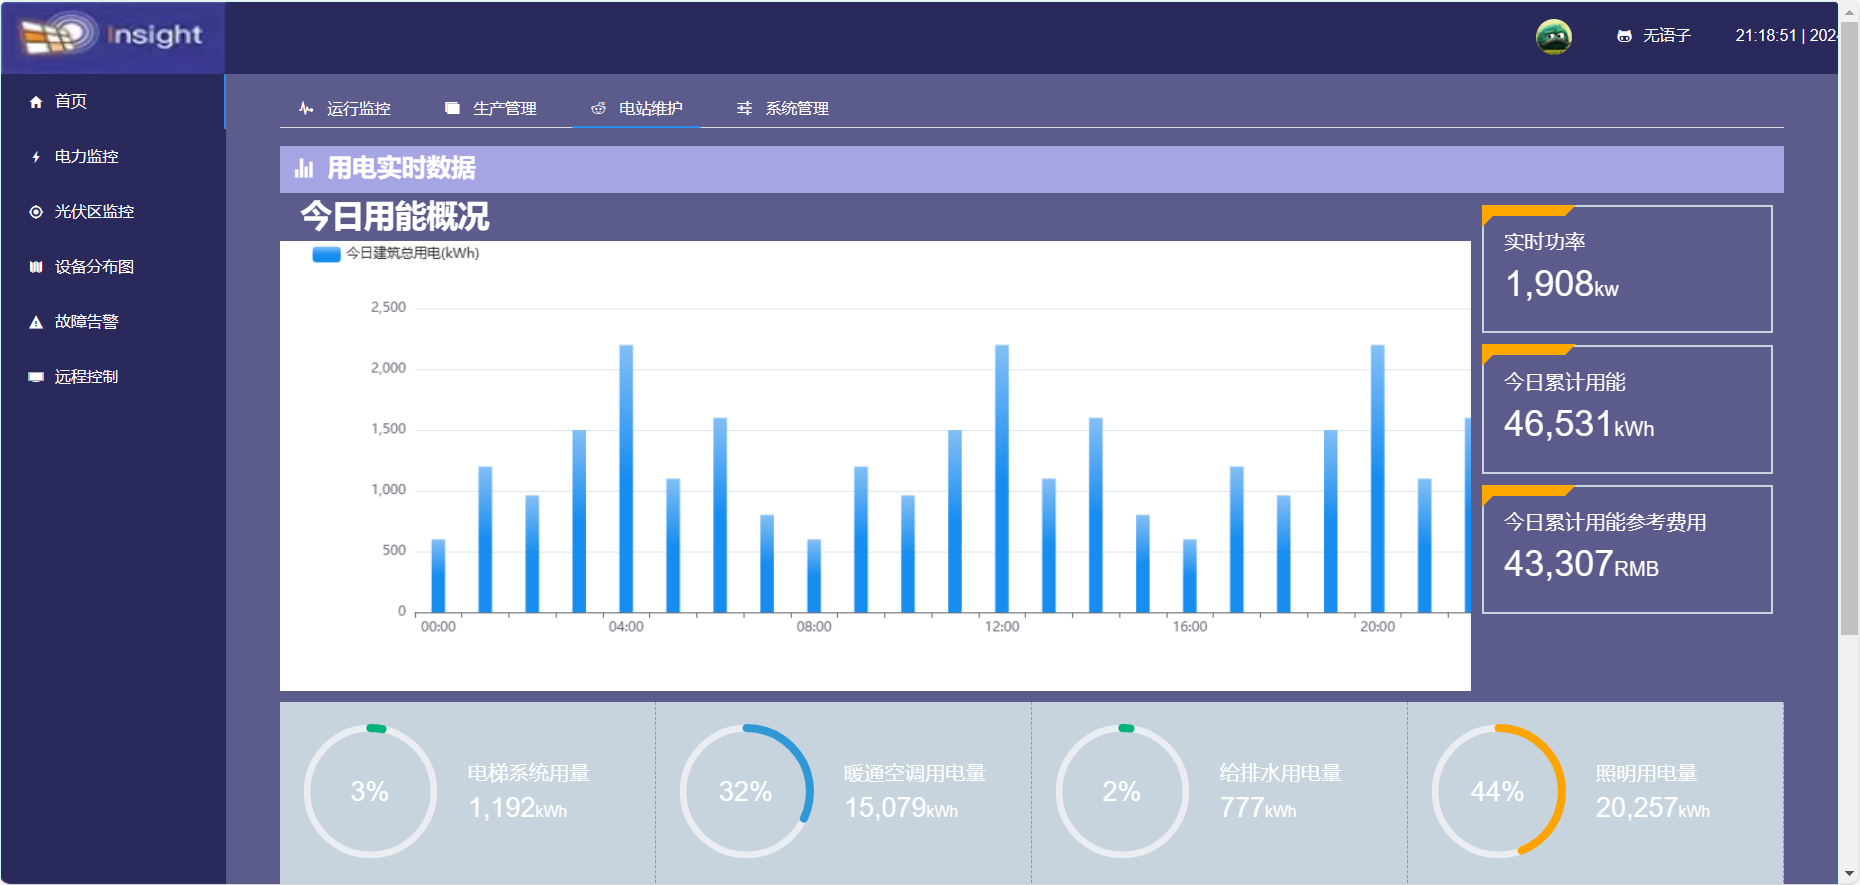 Insight
无语子
21:18:51 | 202
首页
电力监控
光伏区监控
设备分布图
故障告警
远程控制
运行监控
生产管理
电站维护
系统管理
用电实时数据
今日用能概况
今日建筑总用电(kWh)
2,500
2,000
1,500
1,000
500
0
00:00
04:00
08:00
12:00
16:00
20:00
实时功率
1,908kw
今日累计用能
46,531kWh
今日累计用能参考费用
43,307RMB
3%
电梯系统用量
1,192kWh
32%
暖通空调用电量
15,079kWh
2%
给排水用电量
777kWh
44%
照明用电量
20,257kWh